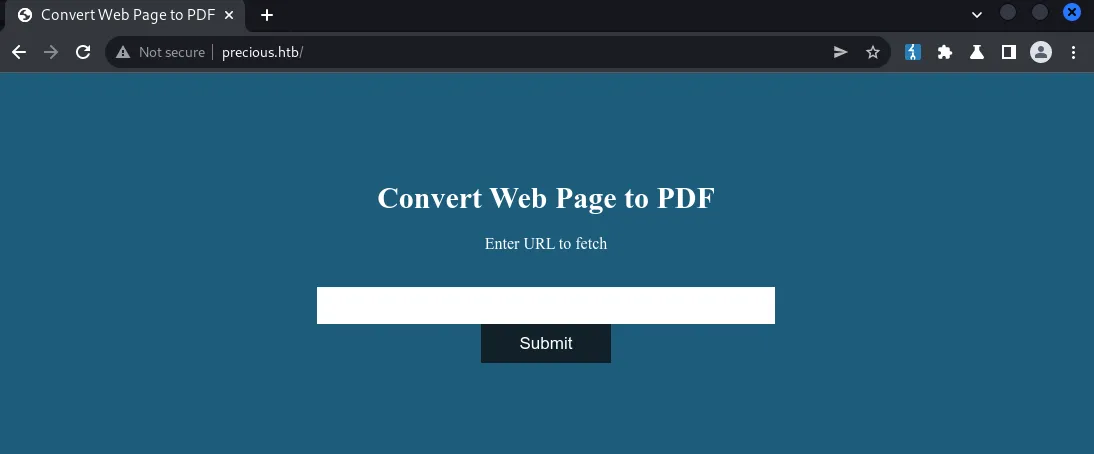 Convert Web Page to PDF
Not secure precious.htb/
Convert Web Page to PDF
Enter URL to fetch
Submit